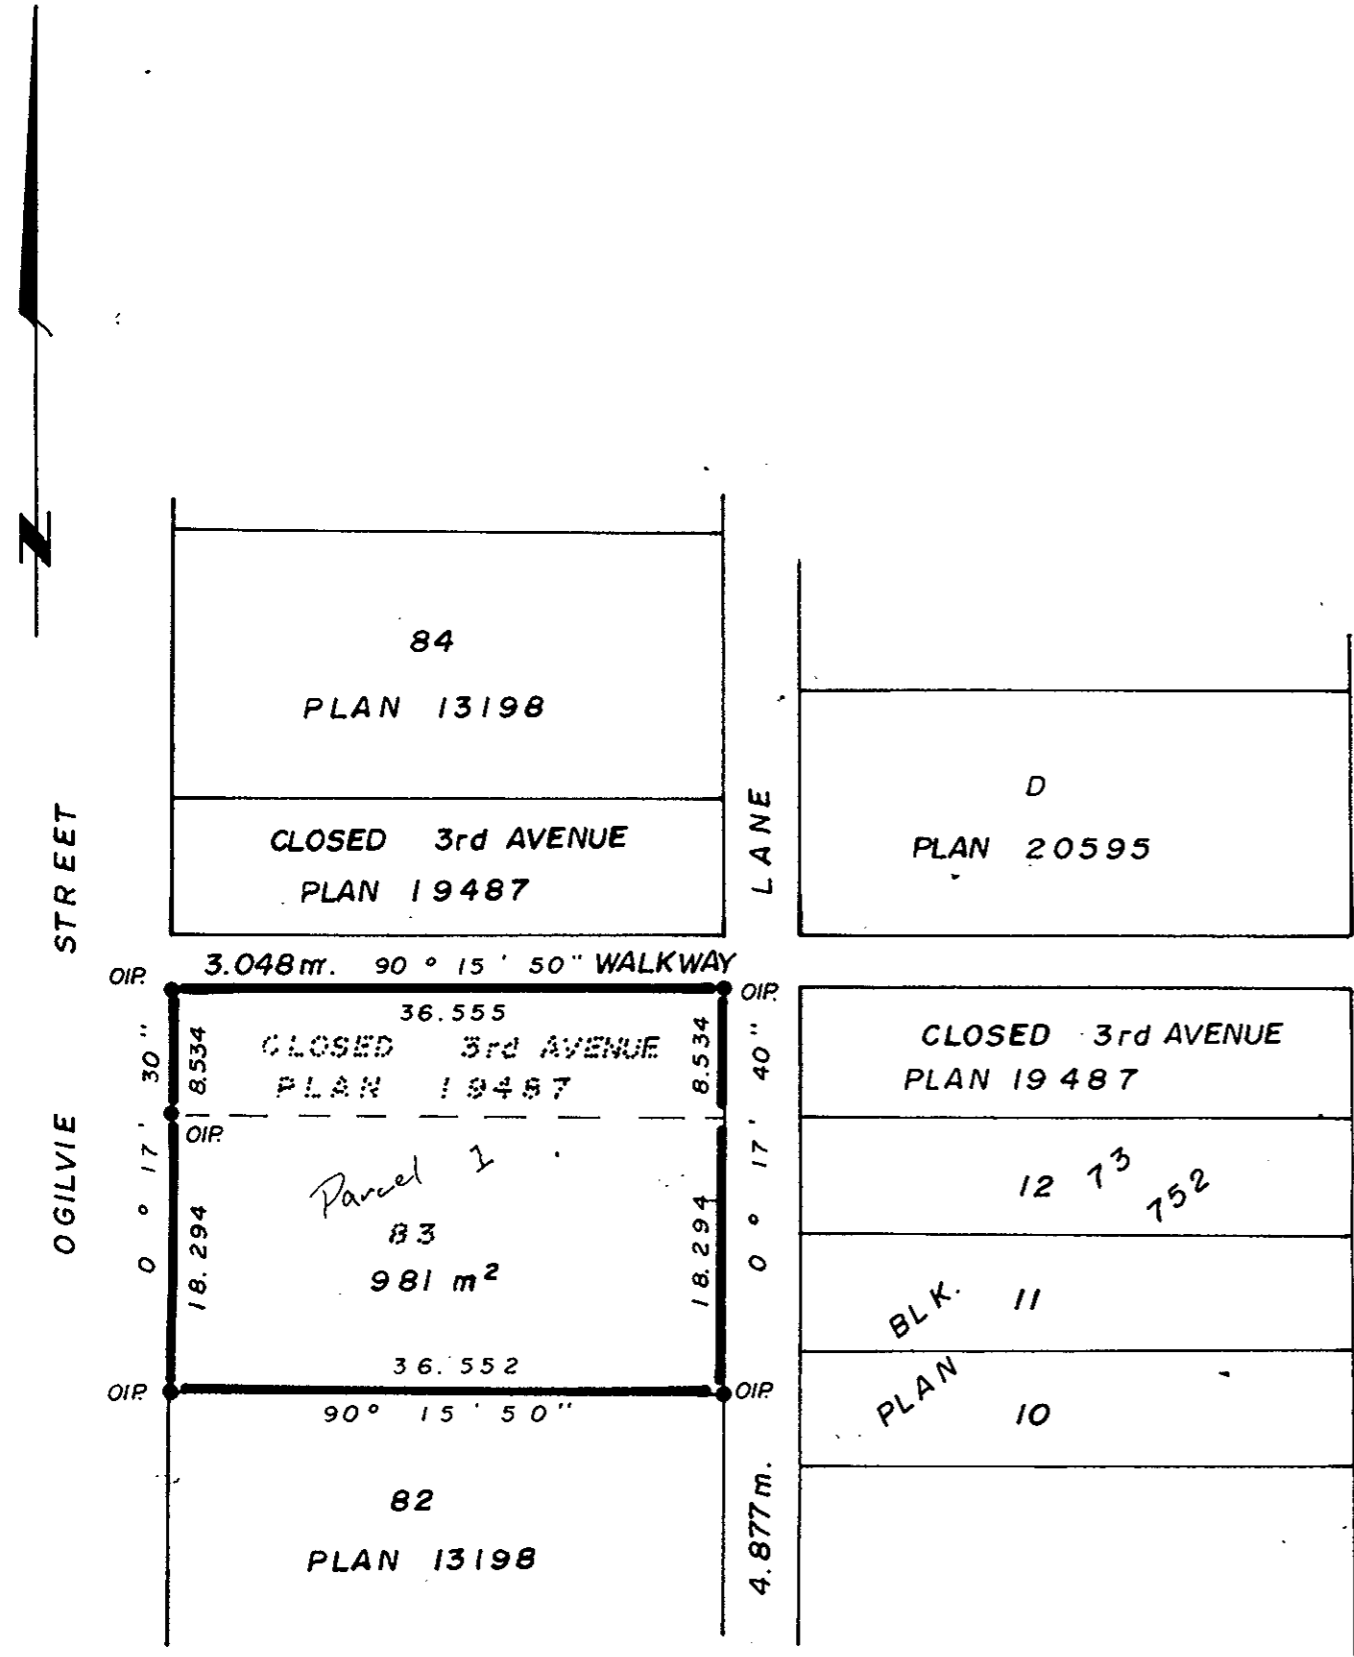 N
84
PLAN 13198
CLOSED 3rd AVENUE
PLAN 19487
LANE
D
PLAN 20595
OGILVIE STREET
3.048m. 90° 15' 50" WALKWAY
OIP.
OIP.
36.555
CLOSED 3rd AVENUE
PLAN 19487
8.534
8.534
0° 17' 30"
0° 17' 40"
OIP.
Parcel 1
83
981 m²
18.294
18.294
36.552
OIP.
OIP.
90° 15' 50"
82
PLAN 13198
4.877m.
CLOSED 3rd AVENUE
PLAN 19487
12
73
752
BLK.
11
PLAN
10